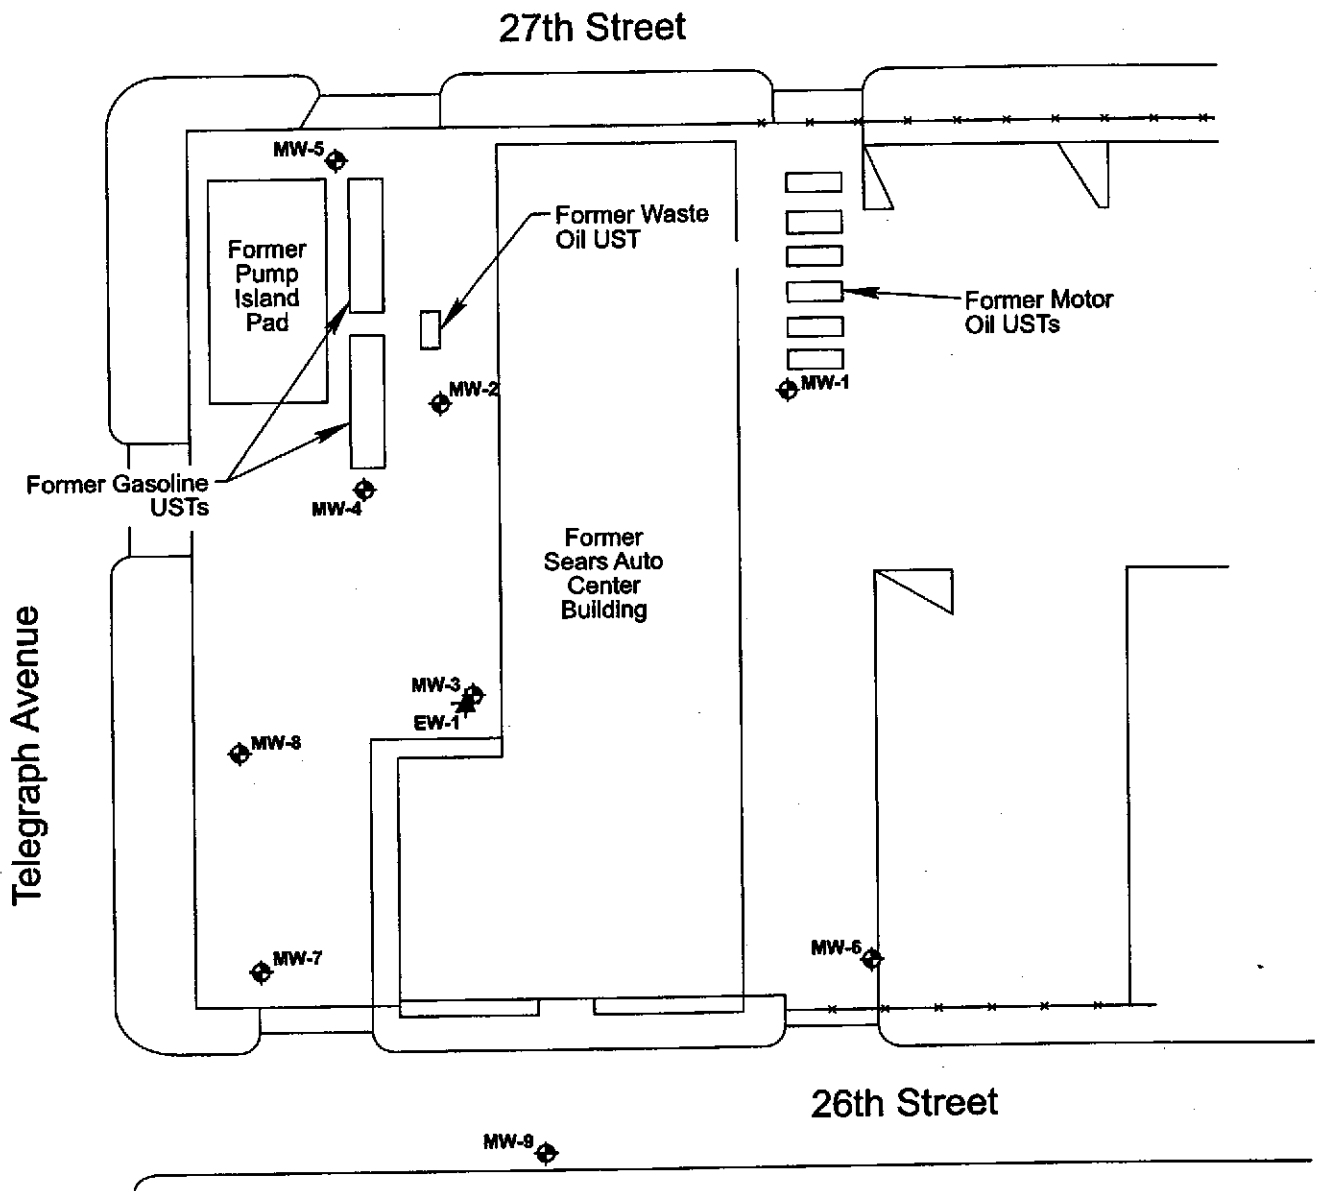 27th Street
MW-5
Former Waste
Oil UST
Former
Pump
Island
Pad
Former Motor
Oil USTs
MW-2
MW-1
Former Gasoline
USTs
MW-4
Former
Sears Auto
Center
Building
Telegraph Avenue
MW-3
EW-1
MW-8
MW-6
MW-7
26th Street
MW-9